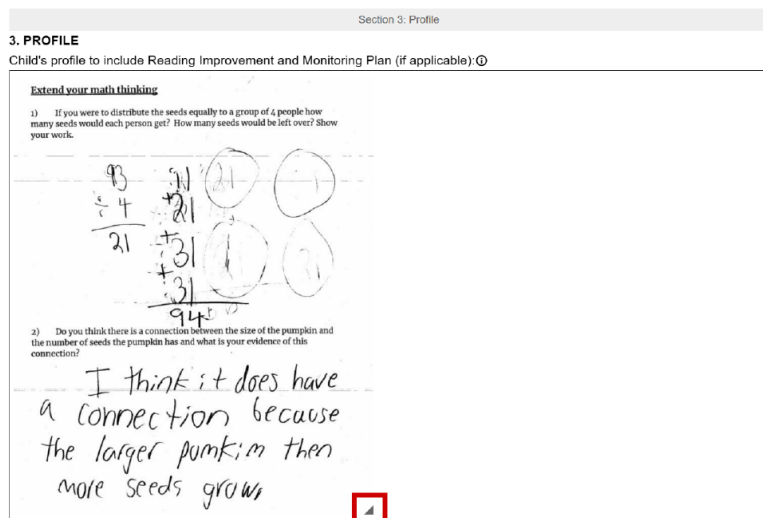 Section 3: Profile
3. PROFILE
Child's profile to include Reading Improvement and Monitoring Plan (if applicable):
Extend your math thinking
1) If you were to distribute the seeds equally to a group of 4 people how
many seeds would each person get? How many seeds would be left over? Show
your work.
93
÷ 4
21
21
+21
+31
+31
94
21
31
2) Do you think there is a connection between the size of the pumpkin and
the number of seeds the pumpkin has and what is your evidence of this
connection?
I think it does have
a connection because
the larger pumkim then
more seeds grows